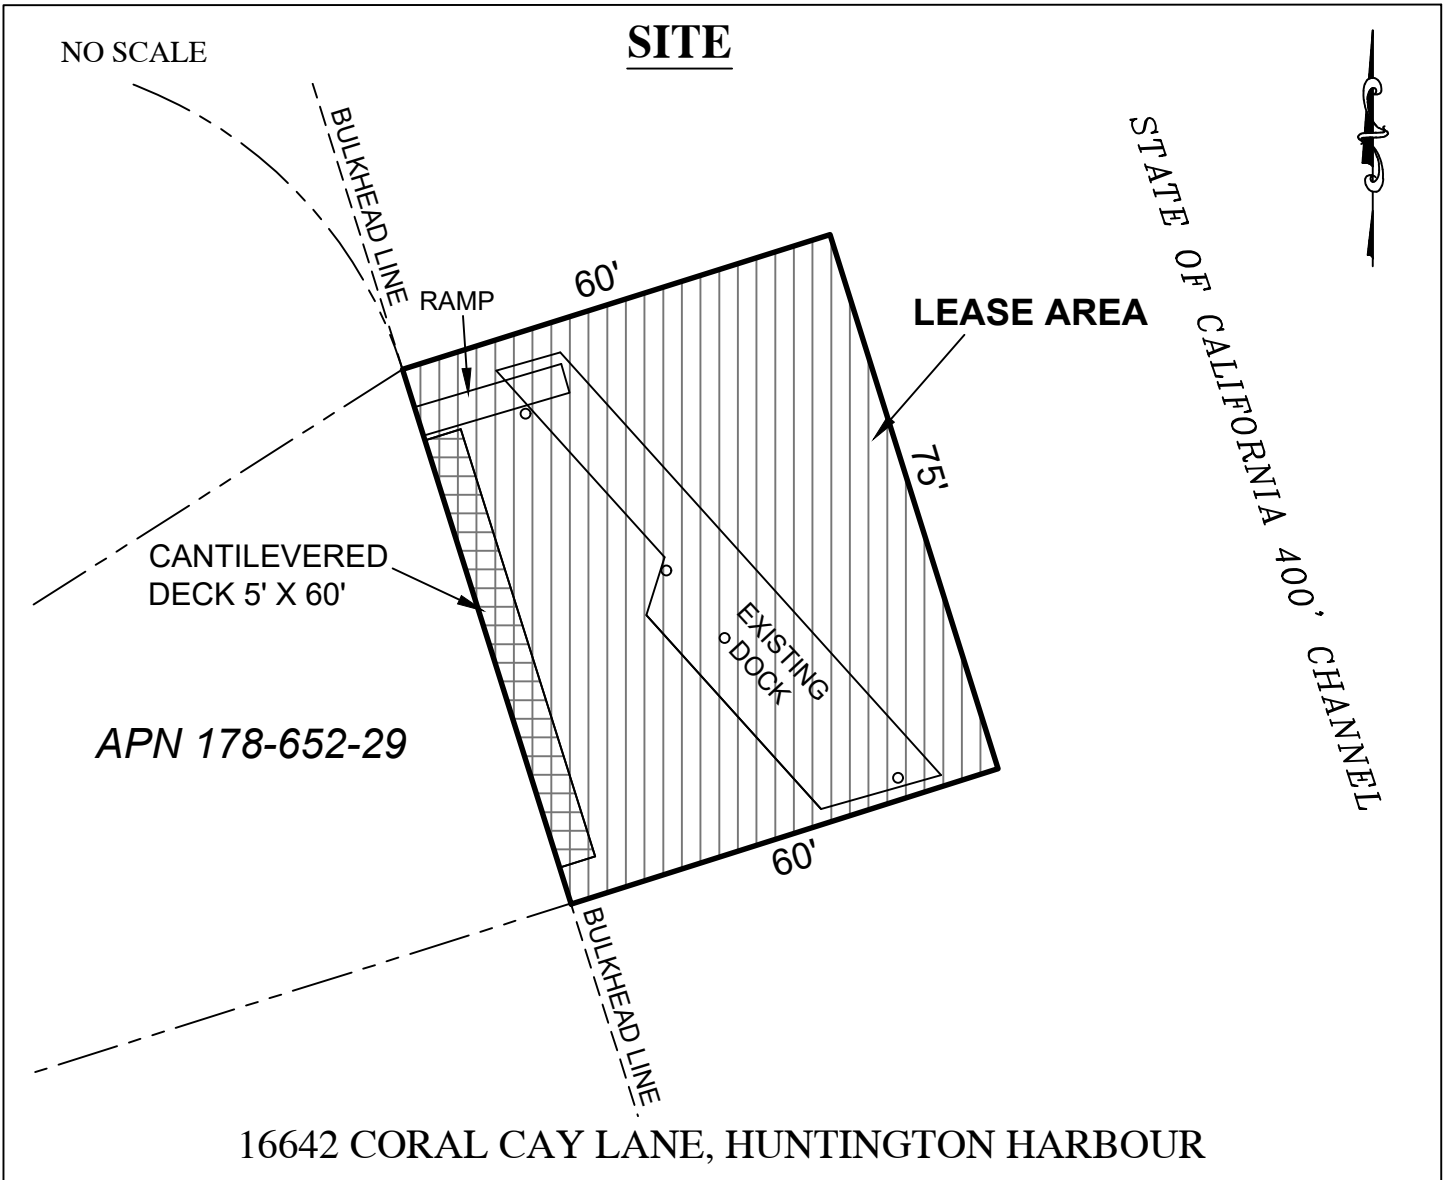 SITE
NO SCALE
BULKHEAD LINE
RAMP
60'
LEASE AREA
STATE OF CALIFORNIA 400' CHANNEL
75'
CANTILEVERED
DECK 5' X 60'
EXISTING
DOCK
APN 178-652-29
60'
BULKHEAD LINE
16642 CORAL CAY LANE, HUNTINGTON HARBOUR